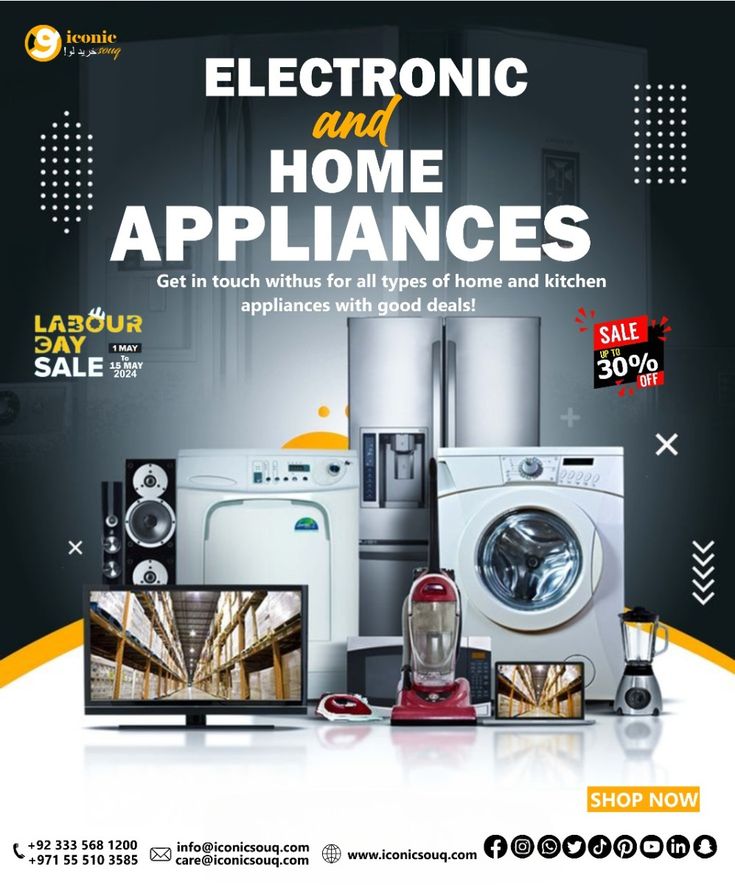 iconic
خرید لو! souq
ELECTRONIC
and
HOME
APPLIANCES
Get in touch withus for all types of home and kitchen
appliances with good deals!
LABOUR
DAY
SALE
1 MAY
To
15 MAY
2024
SALE
UP TO
30%
OFF
SHOP NOW
+92 333 568 1200
+971 55 510 3585
info@iconicsouq.com
care@iconicsouq.com
www.iconicsouq.com